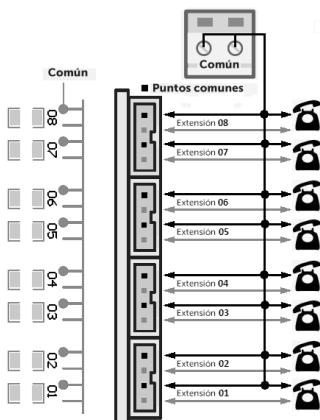 Común
Común
Puntos comunes
08
Extensión 08
07
Extensión 07
06
Extensión 06
05
Extensión 05
04
Extensión 04
03
Extensión 03
02
Extensión 02
01
Extensión 01